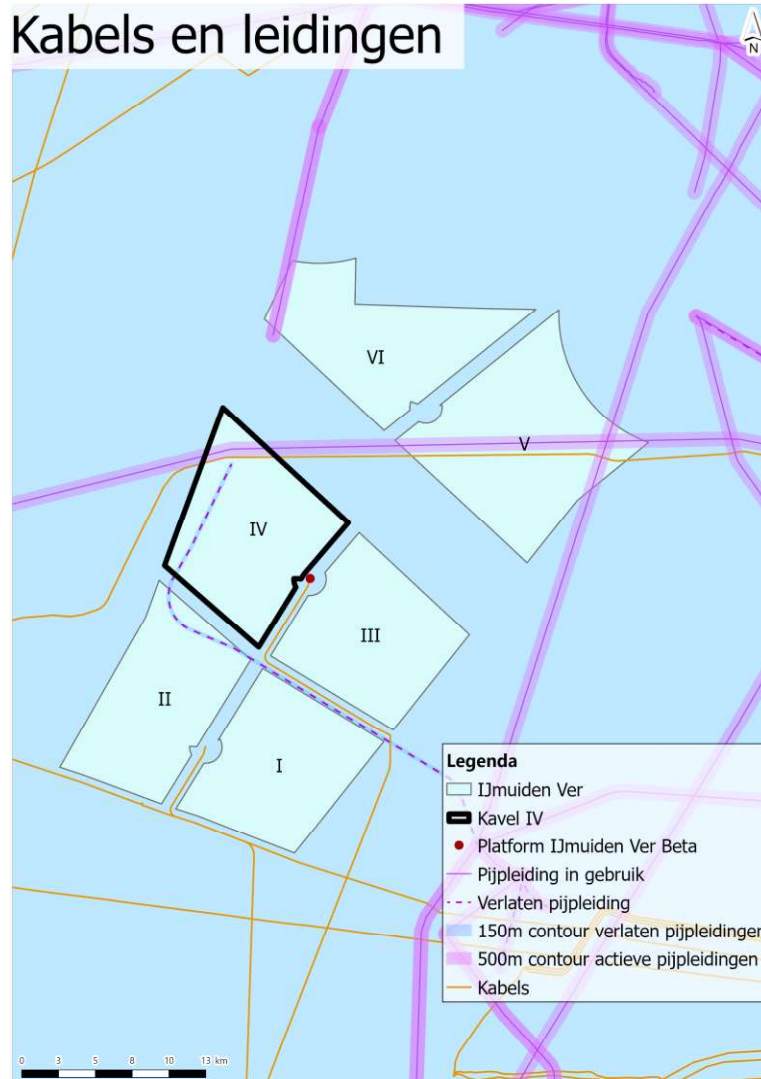 Kabels en leidingen
N
VI
V
IV
III
II
I
Legenda
IJmuiden Ver
Kavel IV
Platform IJmuiden Ver Beta
Pijpleiding in gebruik
Verlaten pijpleiding
150m contour verlaten pijpleidingen
500m contour actieve pijpleidingen
Kabels
0 3 5 8 10 13 km